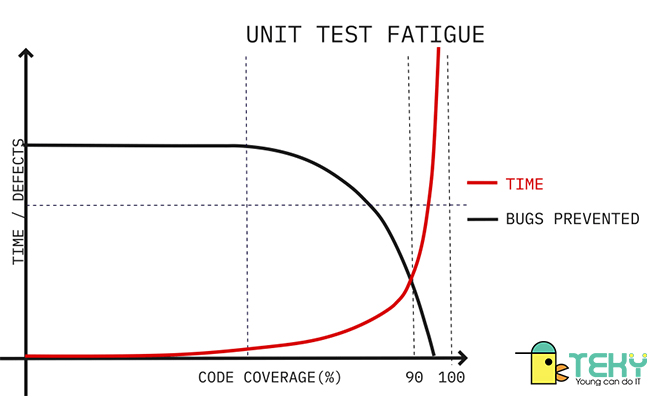 UNIT TEST FATIGUE
TIME / DEFECTS
TIME
BUGS PREVENTED
CODE COVERAGE(%)
90
100
TEKY
Young can do IT